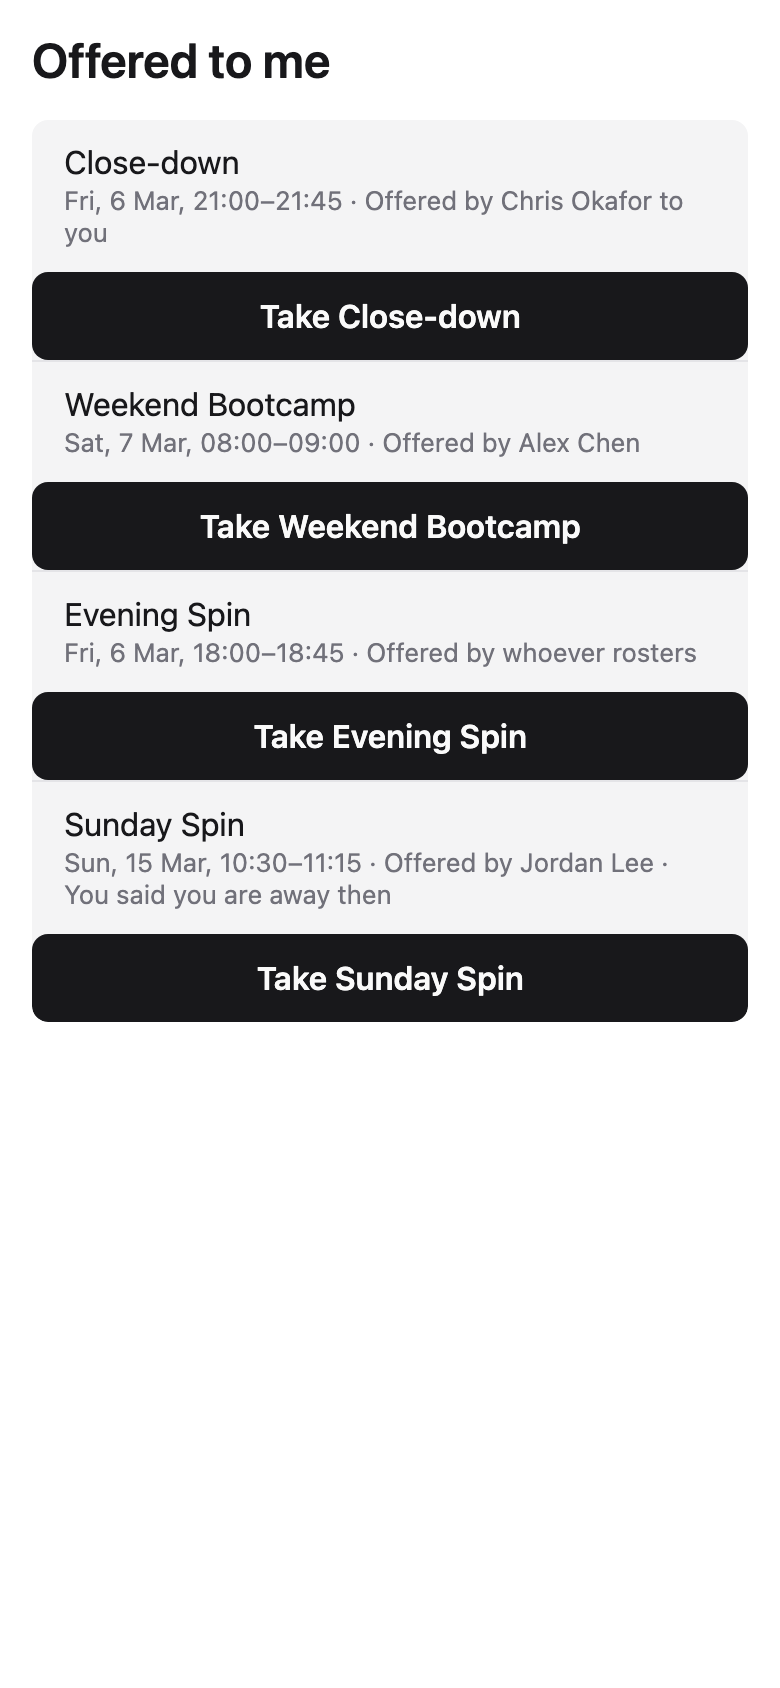 Offered to me
Close-down
Fri, 6 Mar, 21:00–21:45 · Offered by Chris Okafor to
you
Take Close-down
Weekend Bootcamp
Sat, 7 Mar, 08:00–09:00 · Offered by Alex Chen
Take Weekend Bootcamp
Evening Spin
Fri, 6 Mar, 18:00–18:45 · Offered by whoever rosters
Take Evening Spin
Sunday Spin
Sun, 15 Mar, 10:30–11:15 · Offered by Jordan Lee ·
You said you are away then
Take Sunday Spin